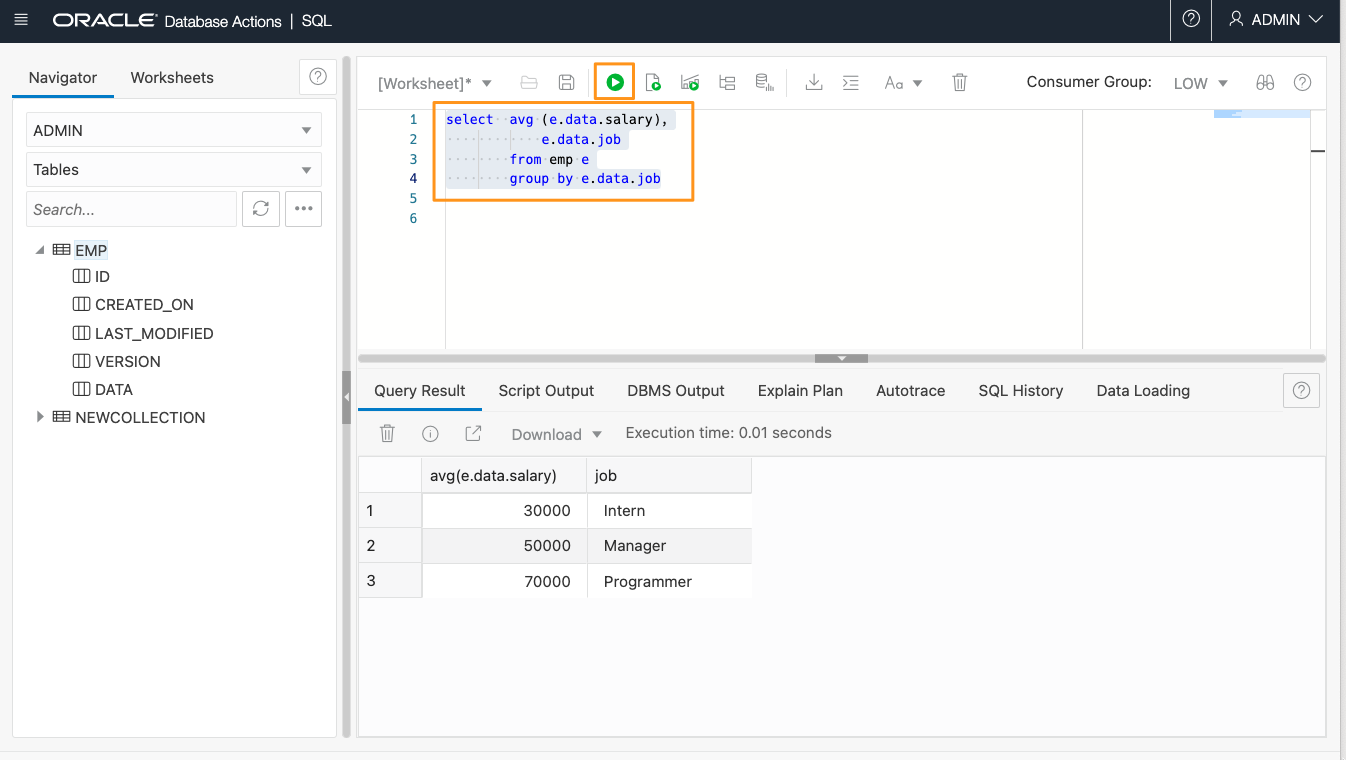 ORACLE Database Actions | SQL
ADMIN
Navigator
Worksheets
ADMIN
Tables
Search...
EMP
ID
CREATED_ON
LAST_MODIFIED
VERSION
DATA
NEWCOLLECTION
[Worksheet]*
Aa
Consumer Group:
LOW
1 select avg (e.data.salary),
2 e.data.job
3 from emp e
4 group by e.data.job
5
6
Query Result
Script Output
DBMS Output
Explain Plan
Autotrace
SQL History
Data Loading
Download
Execution time: 0.01 seconds
avg(e.data.salary) job
1 30000 Intern
2 50000 Manager
3 70000 Programmer